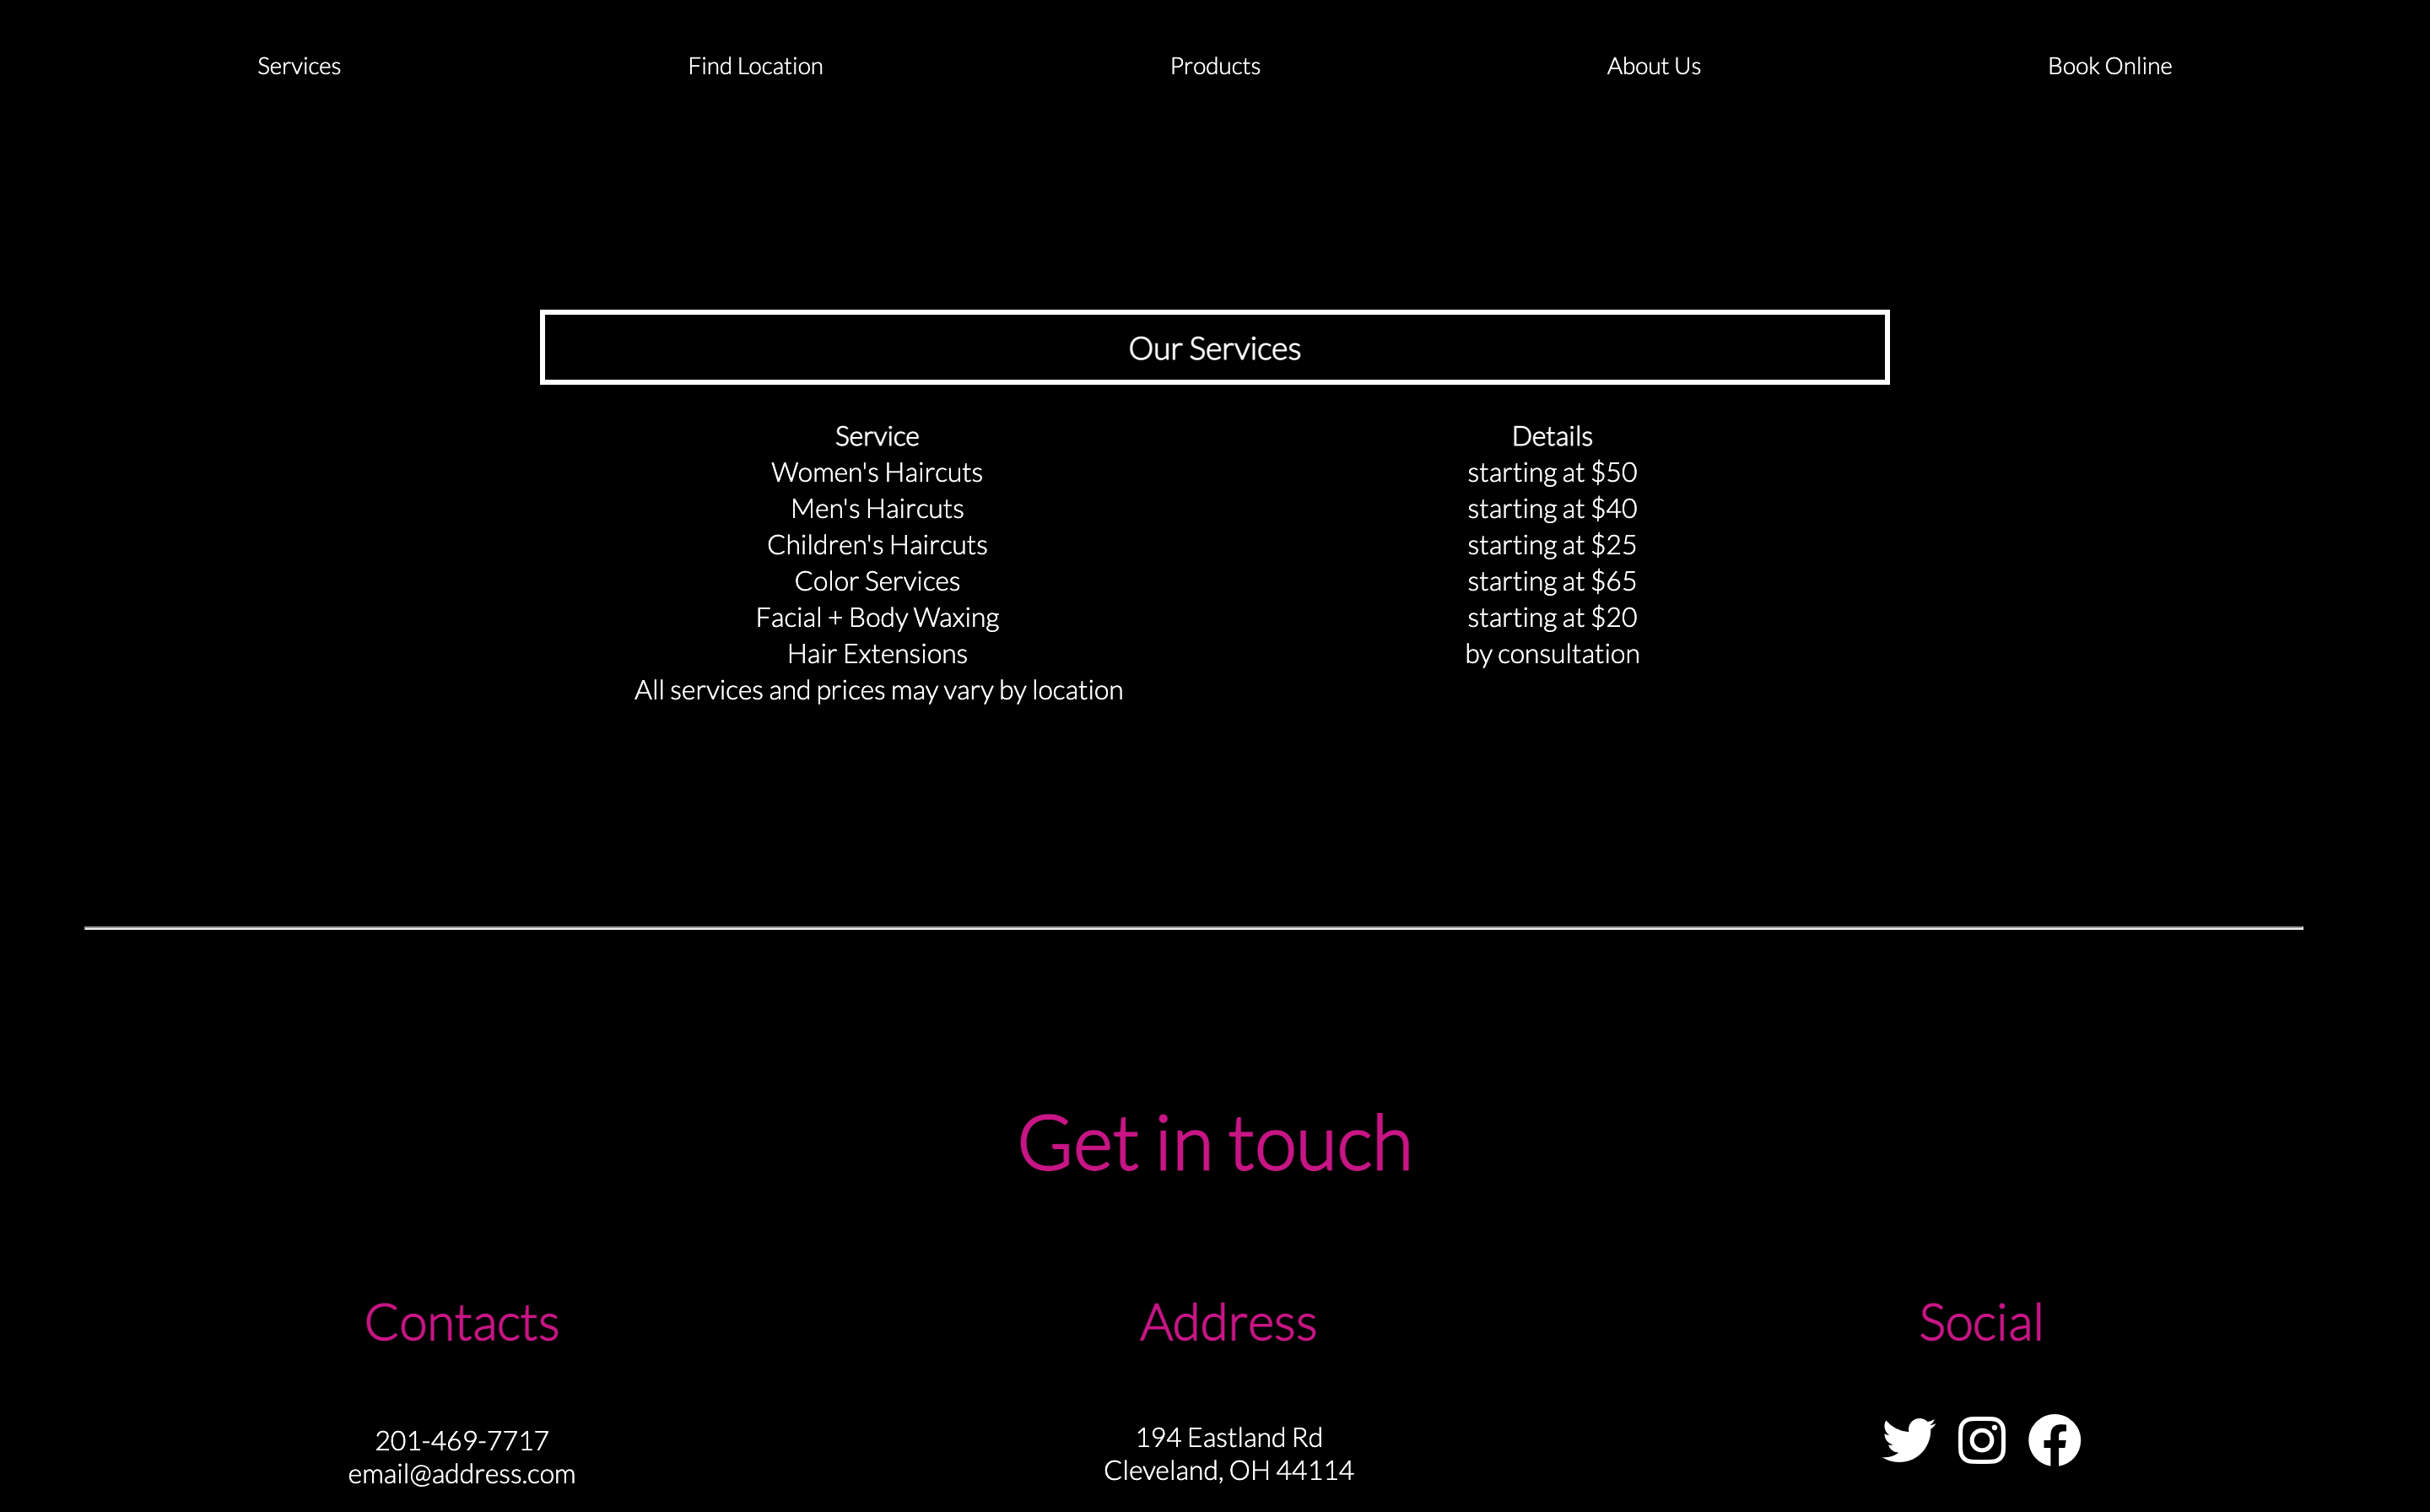 Services Find Location Products About Us Book Online
Our Services
Service Details
Women's Haircuts starting at $50
Men's Haircuts starting at $40
Children's Haircuts starting at $25
Color Services starting at $65
Facial + Body Waxing starting at $20
Hair Extensions by consultation
All services and prices may vary by location
Get in touch
Contacts
201-469-7717
email@address.com
Address
194 Eastland Rd
Cleveland, OH 44114
Social